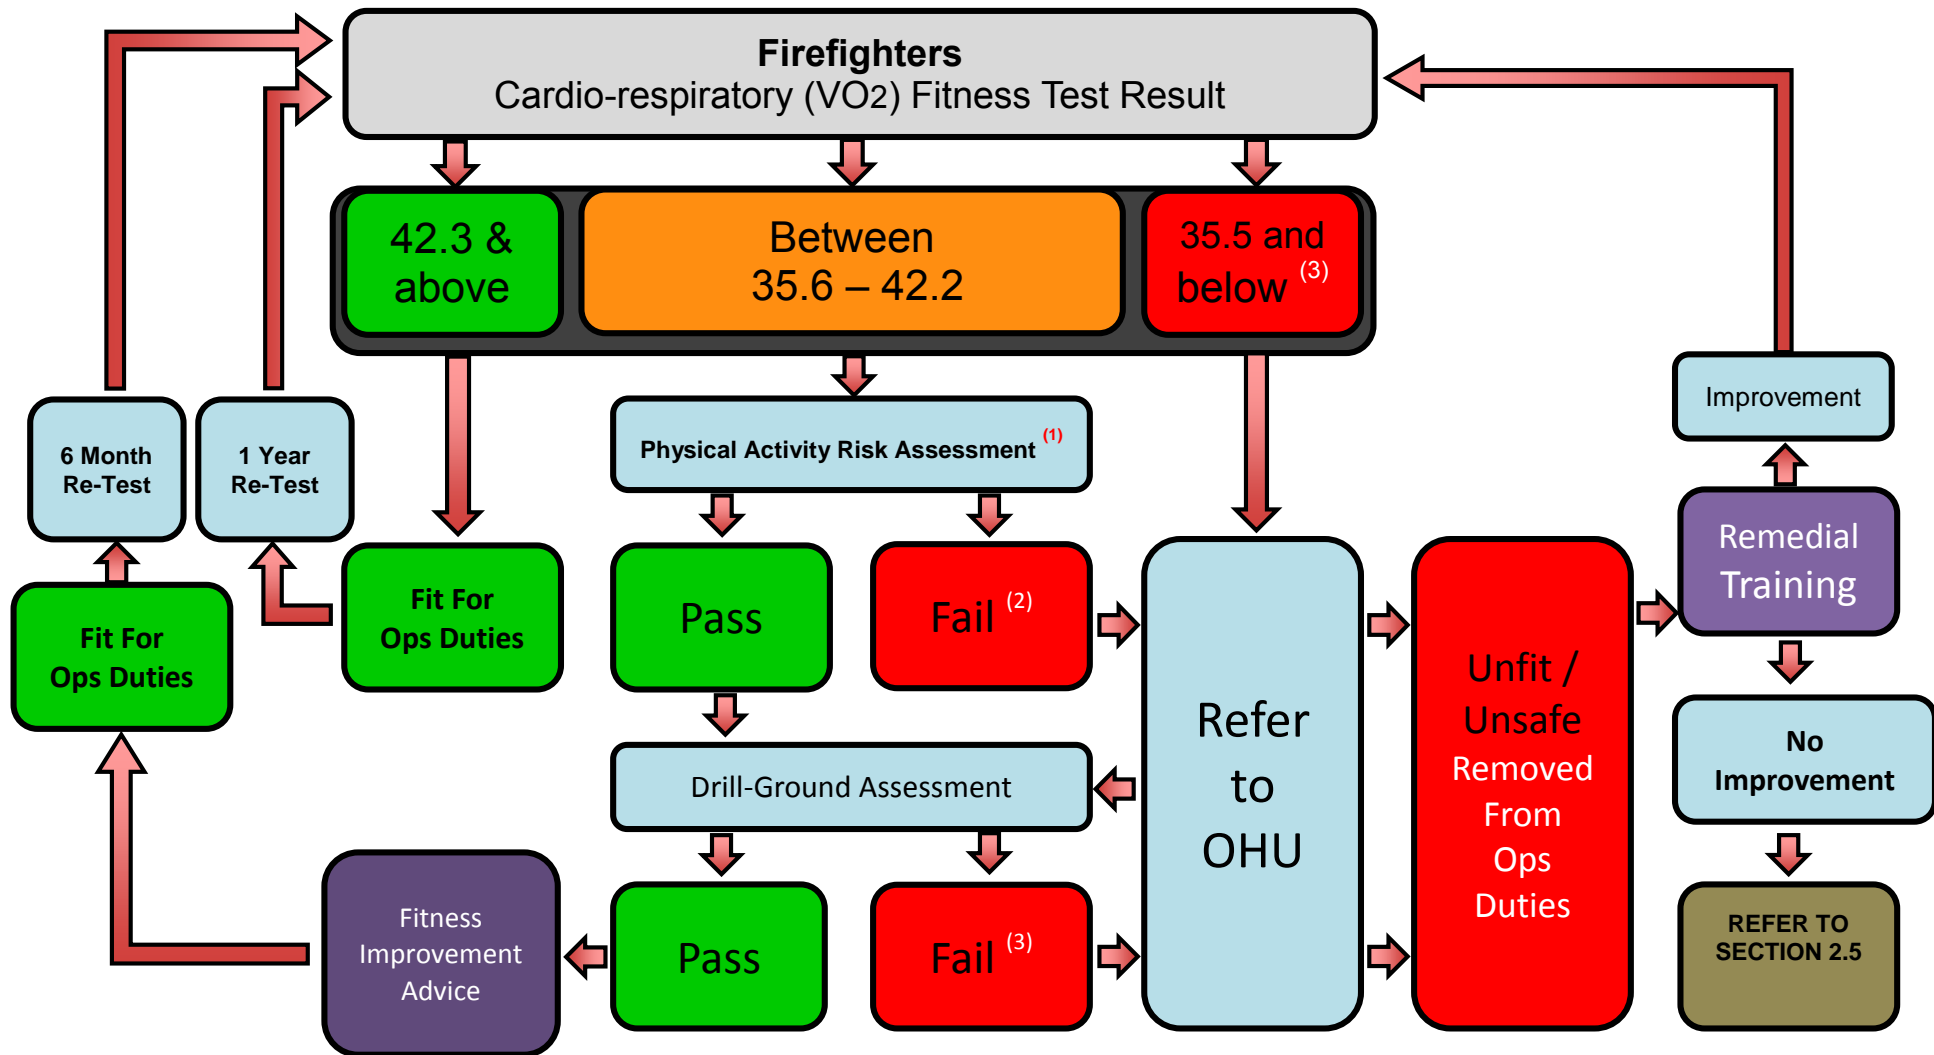 Firefighters
Cardio-respiratory (VO2) Fitness Test Result
42.3 &
above
Between
35.6 – 42.2
35.5 and
below (3)
6 Month
Re-Test
1 Year
Re-Test
Physical Activity Risk Assessment (1)
Improvement
Fit For
Ops Duties
Fit For
Ops Duties
Pass
Fail (2)
Refer
to
OHU
Unfit /
Unsafe
Removed
From
Ops
Duties
Remedial
Training
No
Improvement
Drill-Ground Assessment
Fitness
Improvement
Advice
Pass
Fail (3)
REFER TO
SECTION 2.5